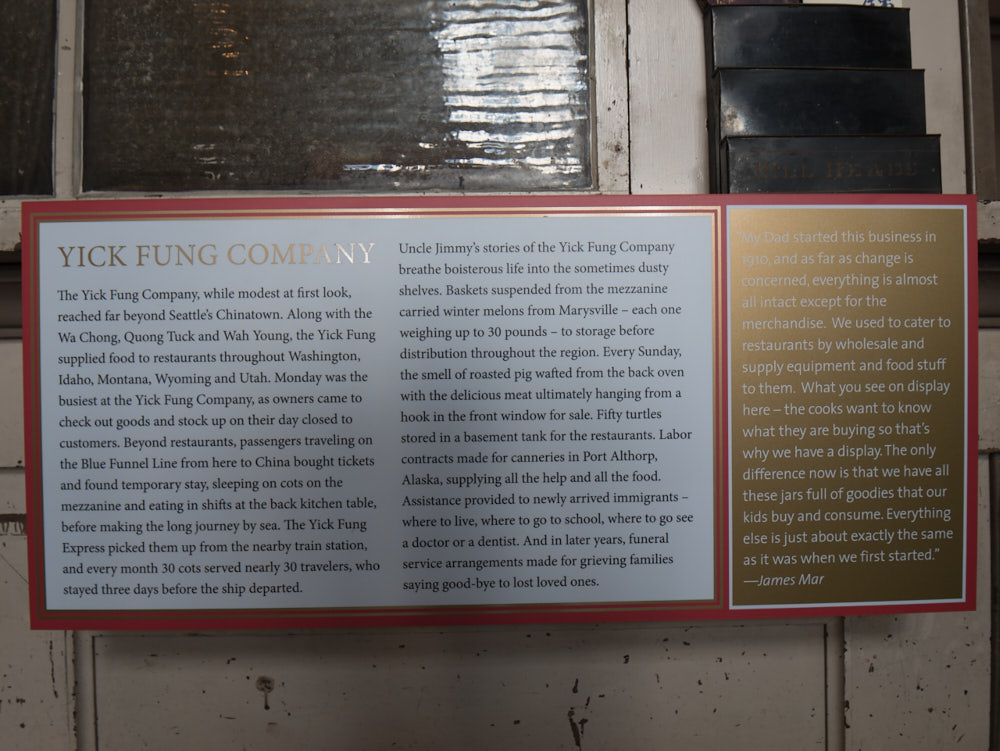 YICK FUNG COMPANY
The Yick Fung Company, while modest at first look,
reached far beyond Seattle's Chinatown. Along with the
Wa Chong, Quong Tuck and Wah Young, the Yick Fung
supplied food to restaurants throughout Washington,
Idaho, Montana, Wyoming and Utah. Monday was the
busiest at the Yick Fung Company, as owners came to
check out goods and stock up on their day closed to
customers. Beyond restaurants, passengers traveling on
the Blue Funnel Line from here to China bought tickets
and found temporary stay, sleeping on cots on the
mezzanine and eating in shifts at the back kitchen table,
before making the long journey by sea. The Yick Fung
Express picked them up from the nearby train station,
and every month 30 cots served nearly 30 travelers, who
stayed three days before the ship departed.
Uncle Jimmy's stories of the Yick Fung Company
breathe boisterous life into the sometimes dusty
shelves. Baskets suspended from the mezzanine
carried winter melons from Marysville – each one
weighing up to 30 pounds – to storage before
distribution throughout the region. Every Sunday,
the smell of roasted pig wafted from the back oven
with the delicious meat ultimately hanging from a
hook in the front window for sale. Fifty turtles
stored in a basement tank for the restaurants. Labor
contracts made for canneries in Port Althorp,
Alaska, supplying all the help and all the food.
Assistance provided to newly arrived immigrants –
where to live, where to go to school, where to go see
a doctor or a dentist. And in later years, funeral
service arrangements made for grieving families
saying good-bye to lost loved ones.
"My Dad started this business in
1910, and as far as change is
concerned, everything is almost
all intact except for the
merchandise. We used to cater to
restaurants by wholesale and
supply equipment and food stuff
to them. What you see on display
here – the cooks want to know
what they are buying so that's
why we have a display. The only
difference now is that we have all
these jars full of goodies that our
kids buy and consume. Everything
else is just about exactly the same
as it was when we first started."
—James Mar